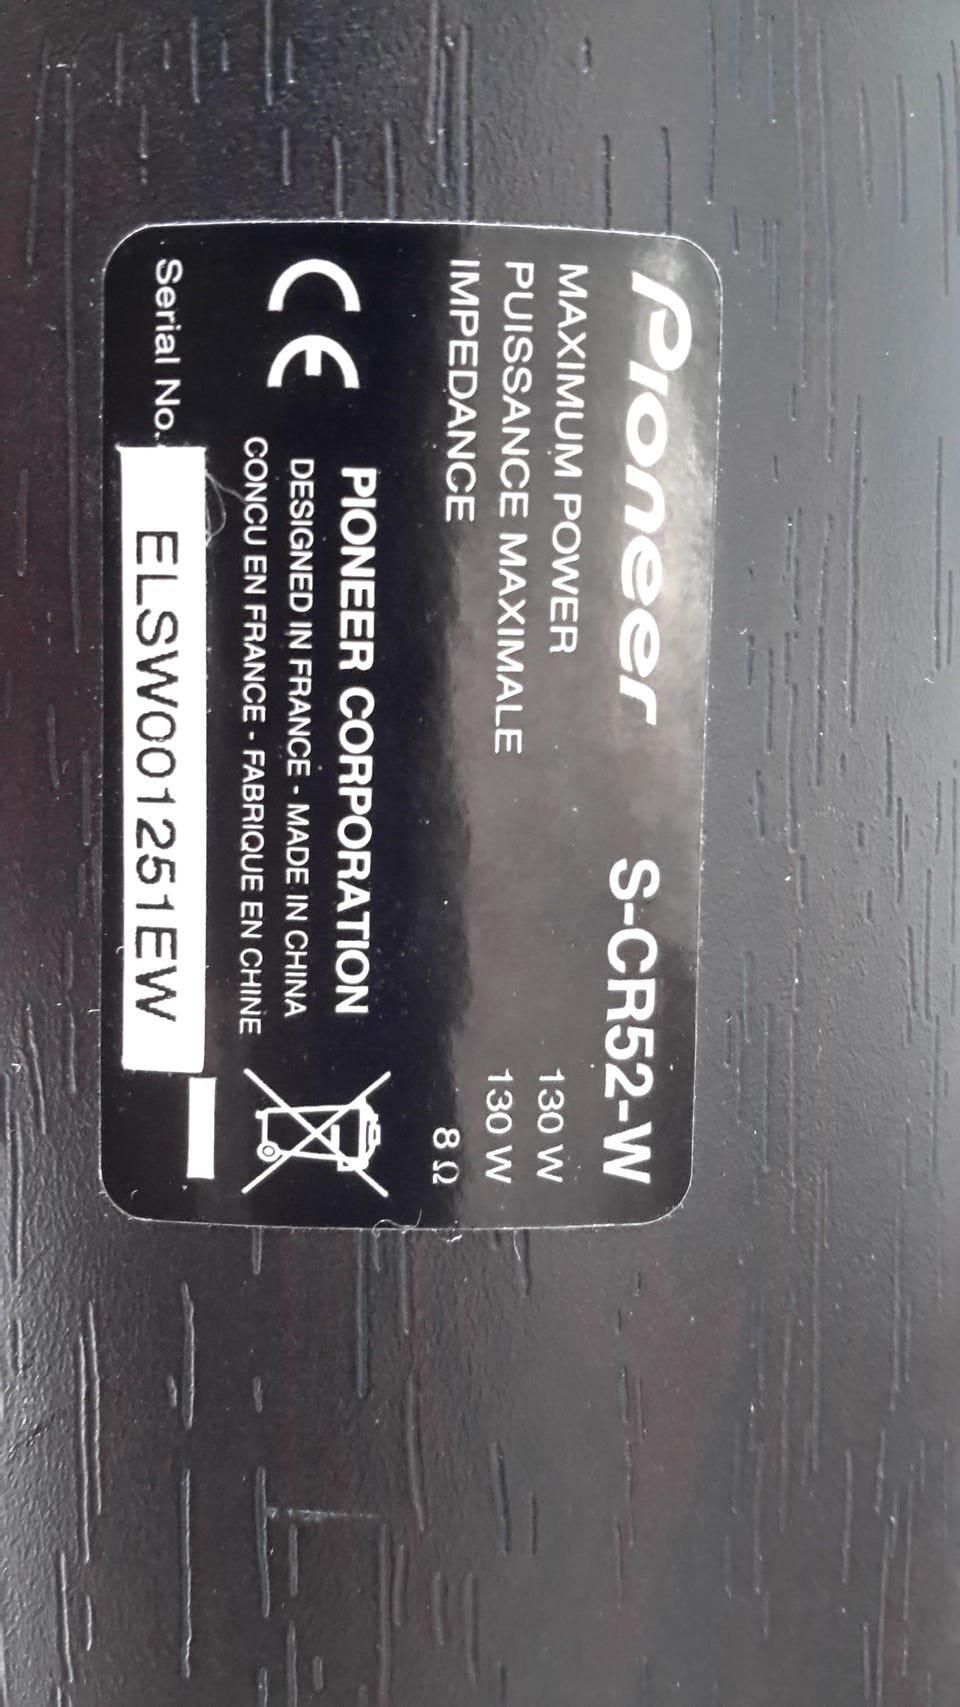 Pioneer S-CR52-W
MAXIMUM POWER 130 W
PUISSANCE MAXIMALE 130 W
IMPEDANCE 8 Ω
CE PIONEER CORPORATION
DESIGNED IN FRANCE - MADE IN CHINA
CONCU EN FRANCE - FABRIQUE EN CHINE
Serial No. ELSW001251EW